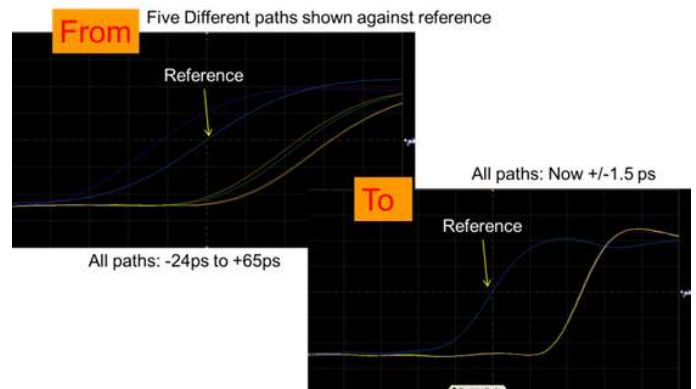 Five Different paths shown against reference
From
Reference
All paths: Now +/-1.5 ps
To
Reference
All paths: -24ps to +65ps